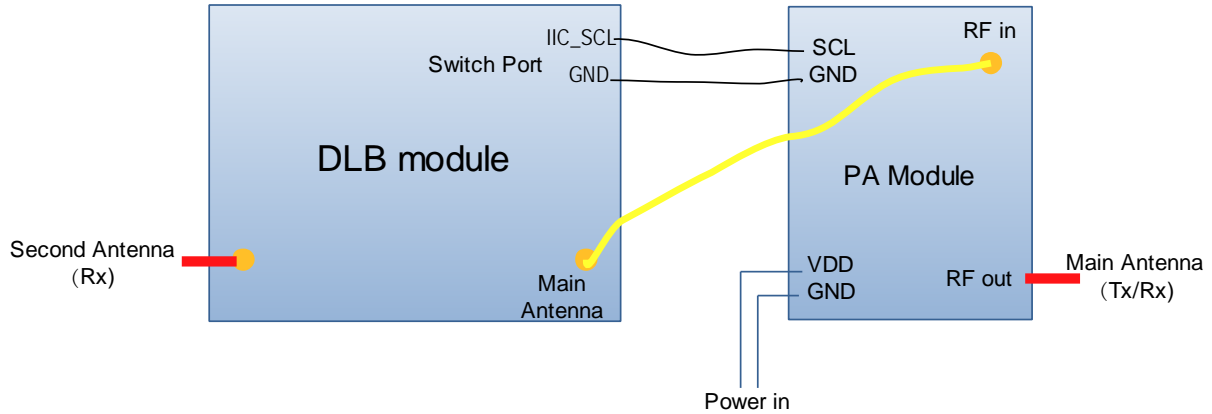 IIC_SCL
Switch Port
GND
DLB module
Second Antenna
（Rx)
Main
Antenna
RF in
SCL
GND
PA Module
VDD
GND
RF out
Main Antenna
（Tx/Rx)
Power in